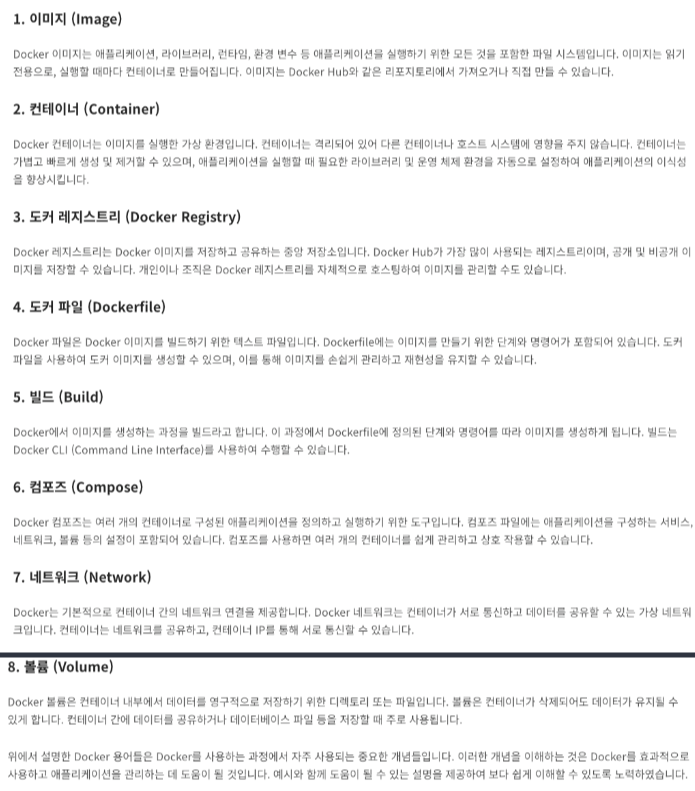 1. 이미지 (Image)
Docker 이미지는 애플리케이션, 라이브러리, 런타임, 환경 변수 등 애플리케이션을 실행하기 위한 모든 것을 포함한 파일 시스템입니다. 이미지는 읽기
전용으로, 실행할 때마다 컨테이너로 만들어집니다. 이미지는 Docker Hub와 같은 리포지토리에서 가져오거나 직접 만들 수 있습니다.
2. 컨테이너 (Container)
Docker 컨테이너는 이미지를 실행한 가상 환경입니다. 컨테이너는 격리되어 있어 다른 컨테이너나 호스트 시스템에 영향을 주지 않습니다. 컨테이너는
가볍고 빠르게 생성 및 제거할 수 있으며, 애플리케이션을 실행할 때 필요한 라이브러리 및 운영 체제 환경을 자동으로 설정하여 애플리케이션의 이식성
을 향상시킵니다.
3. 도커 레지스트리 (Docker Registry)
Docker 레지스트리는 Docker 이미지를 저장하고 공유하는 중앙 저장소입니다. Docker Hub가 가장 많이 사용되는 레지스트리이며, 공개 및 비공개 이
미지를 저장할 수 있습니다. 개인이나 조직은 Docker 레지스트리를 자체적으로 호스팅하여 이미지를 관리할 수도 있습니다.
4. 도커 파일 (Dockerfile)
Docker 파일은 Docker 이미지를 빌드하기 위한 텍스트 파일입니다. Dockerfile에는 이미지를 만들기 위한 단계와 명령어가 포함되어 있습니다. 도커
파일을 사용하여 도커 이미지를 생성할 수 있으며, 이를 통해 이미지를 손쉽게 관리하고 재현성을 유지할 수 있습니다.
5. 빌드 (Build)
Docker에서 이미지를 생성하는 과정을 빌드라고 합니다. 이 과정에서 Dockerfile에 정의된 단계와 명령어를 따라 이미지를 생성하게 됩니다. 빌드는
Docker CLI (Command Line Interface)를 사용하여 수행할 수 있습니다.
6. 컴포즈 (Compose)
Docker 컴포즈는 여러 개의 컨테이너로 구성된 애플리케이션을 정의하고 실행하기 위한 도구입니다. 컴포즈 파일에는 애플리케이션을 구성하는 서비스,
네트워크, 볼륨 등의 설정이 포함되어 있습니다. 컴포즈를 사용하면 여러 개의 컨테이너를 쉽게 관리하고 상호 작용할 수 있습니다.
7. 네트워크 (Network)
Docker는 기본적으로 컨테이너 간의 네트워크 연결을 제공합니다. Docker 네트워크는 컨테이너가 서로 통신하고 데이터를 공유할 수 있는 가상 네트워
크입니다. 컨테이너는 네트워크를 공유하고, 컨테이너 IP를 통해 서로 통신할 수 있습니다.
8. 볼륨 (Volume)
Docker 볼륨은 컨테이너 내부에서 데이터를 영구적으로 저장하기 위한 디렉토리 또는 파일입니다. 볼륨은 컨테이너가 삭제되어도 데이터가 유지될 수
있게 합니다. 컨테이너 간에 데이터를 공유하거나 데이터베이스 파일 등을 저장할 때 주로 사용됩니다.
위에서 설명한 Docker 용어들은 Docker를 사용하는 과정에서 자주 사용되는 중요한 개념들입니다. 이러한 개념을 이해하는 것은 Docker를 효과적으로
사용하고 애플리케이션을 관리하는 데 도움이 될 것입니다. 예시와 함께 도움이 될 수 있는 설명을 제공하여 보다 쉽게 이해할 수 있도록 노력하였습니다.